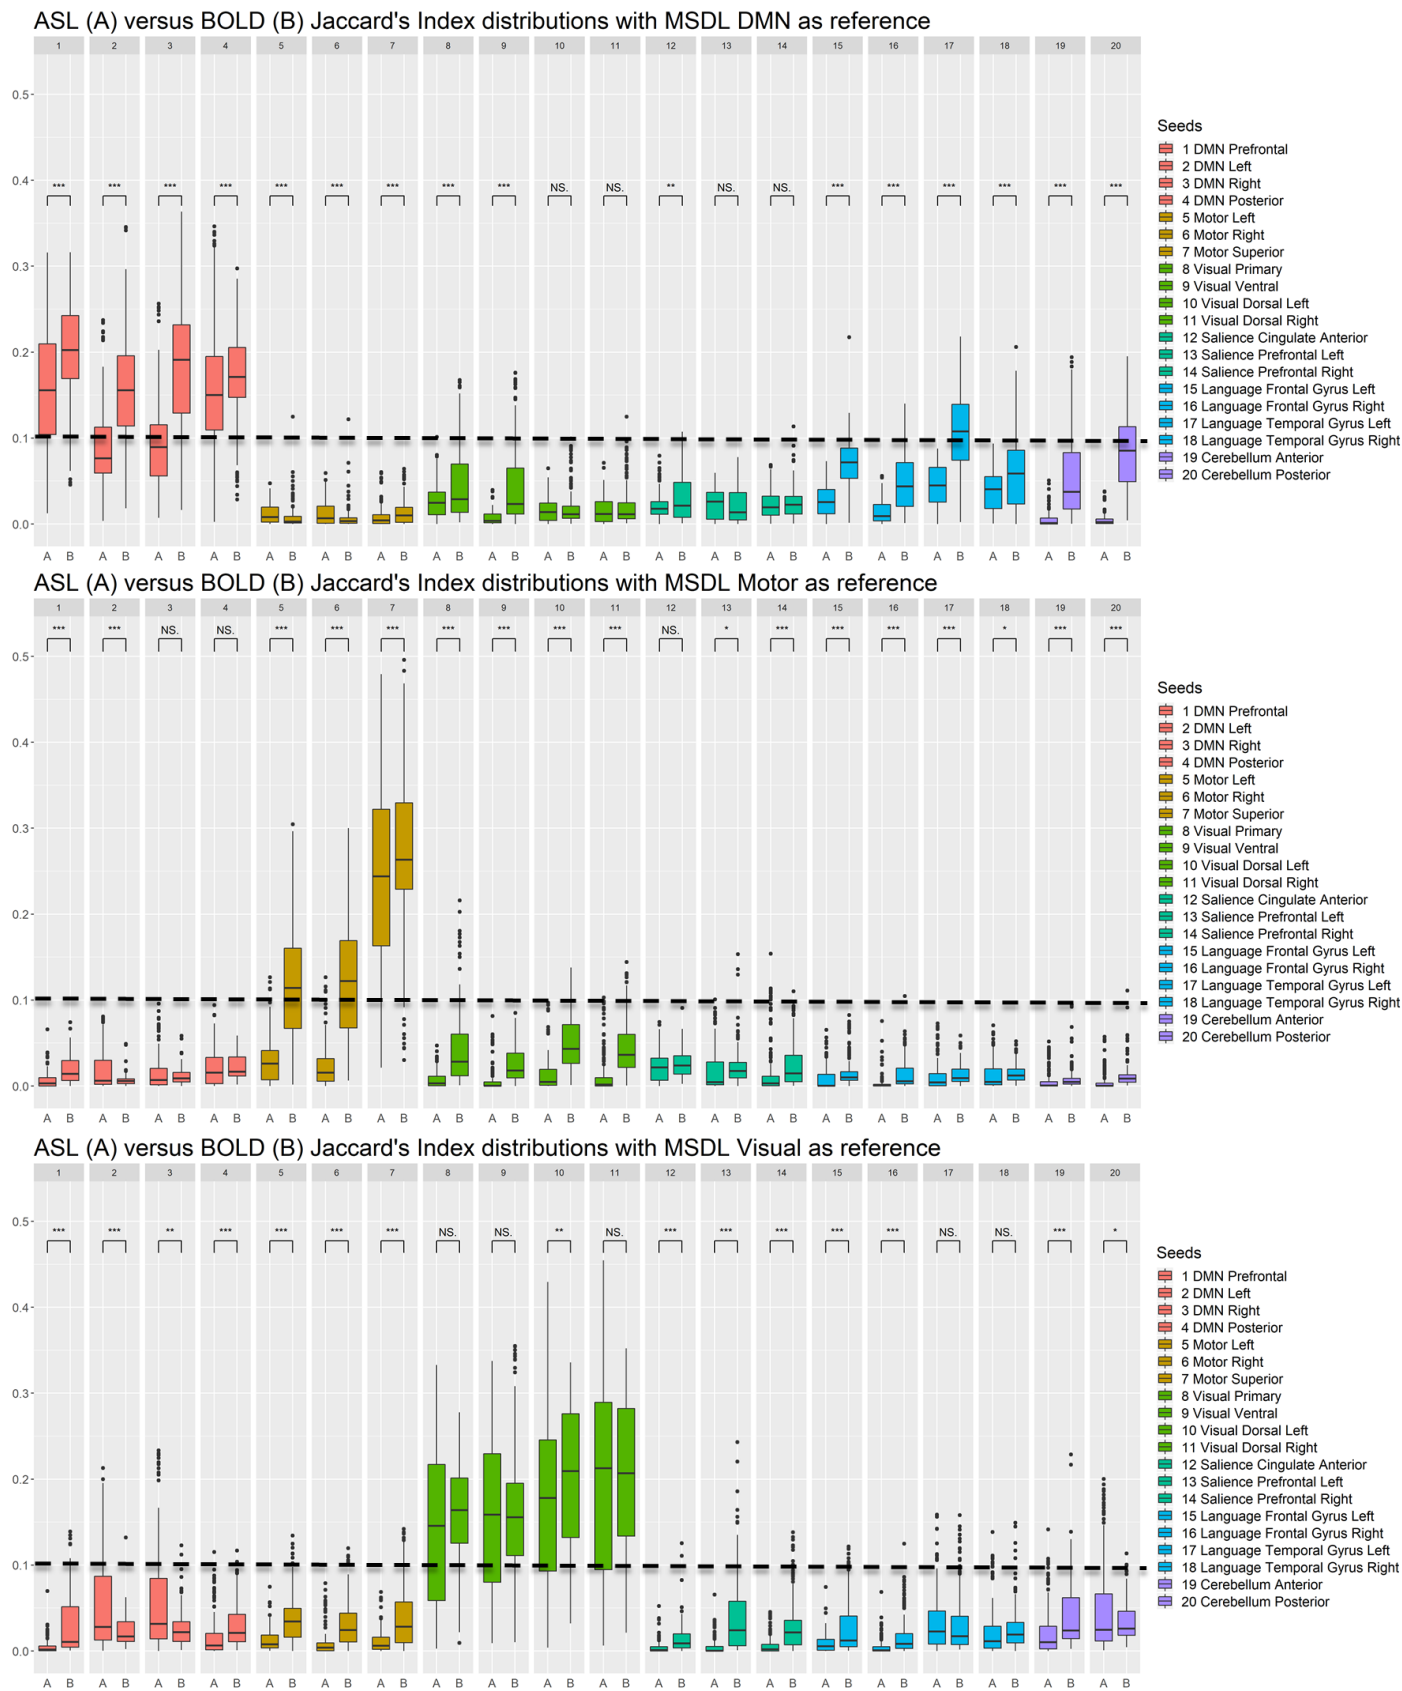 ASL (A) versus BOLD (B) Jaccard's Index distributions with MSDL DMN as reference
1 2 3 4 5 6 7 8 9 10 11 12 13 14 15 16 17 18 19 20
*** *** *** *** *** *** *** *** *** NS. NS. ** NS. NS. *** *** *** *** *** ***
0.5
0.4
0.3
0.2
0.1
0.0
A B A B A B A B A B A B A B A B A B A B A B A B A B A B A B A B A B A B A B A B
Seeds
1 DMN Prefrontal
2 DMN Left
3 DMN Right
4 DMN Posterior
5 Motor Left
6 Motor Right
7 Motor Superior
8 Visual Primary
9 Visual Ventral
10 Visual Dorsal Left
11 Visual Dorsal Right
12 Salience Cingulate Anterior
13 Salience Prefrontal Left
14 Salience Prefrontal Right
15 Language Frontal Gyrus Left
16 Language Frontal Gyrus Right
17 Language Temporal Gyrus Left
18 Language Temporal Gyrus Right
19 Cerebellum Anterior
20 Cerebellum Posterior
ASL (A) versus BOLD (B) Jaccard's Index distributions with MSDL Motor as reference
1 2 3 4 5 6 7 8 9 10 11 12 13 14 15 16 17 18 19 20
*** *** NS. NS. *** *** *** *** *** *** *** NS. * *** *** *** *** * *** ***
0.5
0.4
0.3
0.2
0.1
0.0
A B A B A B A B A B A B A B A B A B A B A B A B A B A B A B A B A B A B A B A B
Seeds
1 DMN Prefrontal
2 DMN Left
3 DMN Right
4 DMN Posterior
5 Motor Left
6 Motor Right
7 Motor Superior
8 Visual Primary
9 Visual Ventral
10 Visual Dorsal Left
11 Visual Dorsal Right
12 Salience Cingulate Anterior
13 Salience Prefrontal Left
14 Salience Prefrontal Right
15 Language Frontal Gyrus Left
16 Language Frontal Gyrus Right
17 Language Temporal Gyrus Left
18 Language Temporal Gyrus Right
19 Cerebellum Anterior
20 Cerebellum Posterior
ASL (A) versus BOLD (B) Jaccard's Index distributions with MSDL Visual as reference
1 2 3 4 5 6 7 8 9 10 11 12 13 14 15 16 17 18 19 20
*** *** ** *** *** *** *** NS. NS. ** NS. *** *** *** *** *** NS. NS. *** *
0.5
0.4
0.3
0.2
0.1
0.0
A B A B A B A B A B A B A B A B A B A B A B A B A B A B A B A B A B A B A B A B
Seeds
1 DMN Prefrontal
2 DMN Left
3 DMN Right
4 DMN Posterior
5 Motor Left
6 Motor Right
7 Motor Superior
8 Visual Primary
9 Visual Ventral
10 Visual Dorsal Left
11 Visual Dorsal Right
12 Salience Cingulate Anterior
13 Salience Prefrontal Left
14 Salience Prefrontal Right
15 Language Frontal Gyrus Left
16 Language Frontal Gyrus Right
17 Language Temporal Gyrus Left
18 Language Temporal Gyrus Right
19 Cerebellum Anterior
20 Cerebellum Posterior